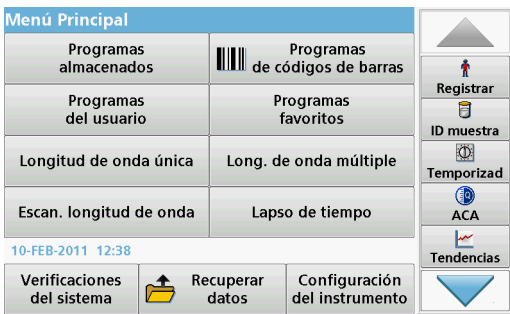 Menú Principal
Programas
almacenados
Programas
de códigos de barras
Programas
del usuario
Programas
favoritos
Longitud de onda única
Long. de onda múltiple
Escan. longitud de onda
Lapso de tiempo
10-FEB-2011 12:38
Verificaciones
del sistema
Recuperar
datos
Configuración
del instrumento
Registrar
ID muestra
Temporizad
ACA
Tendencias